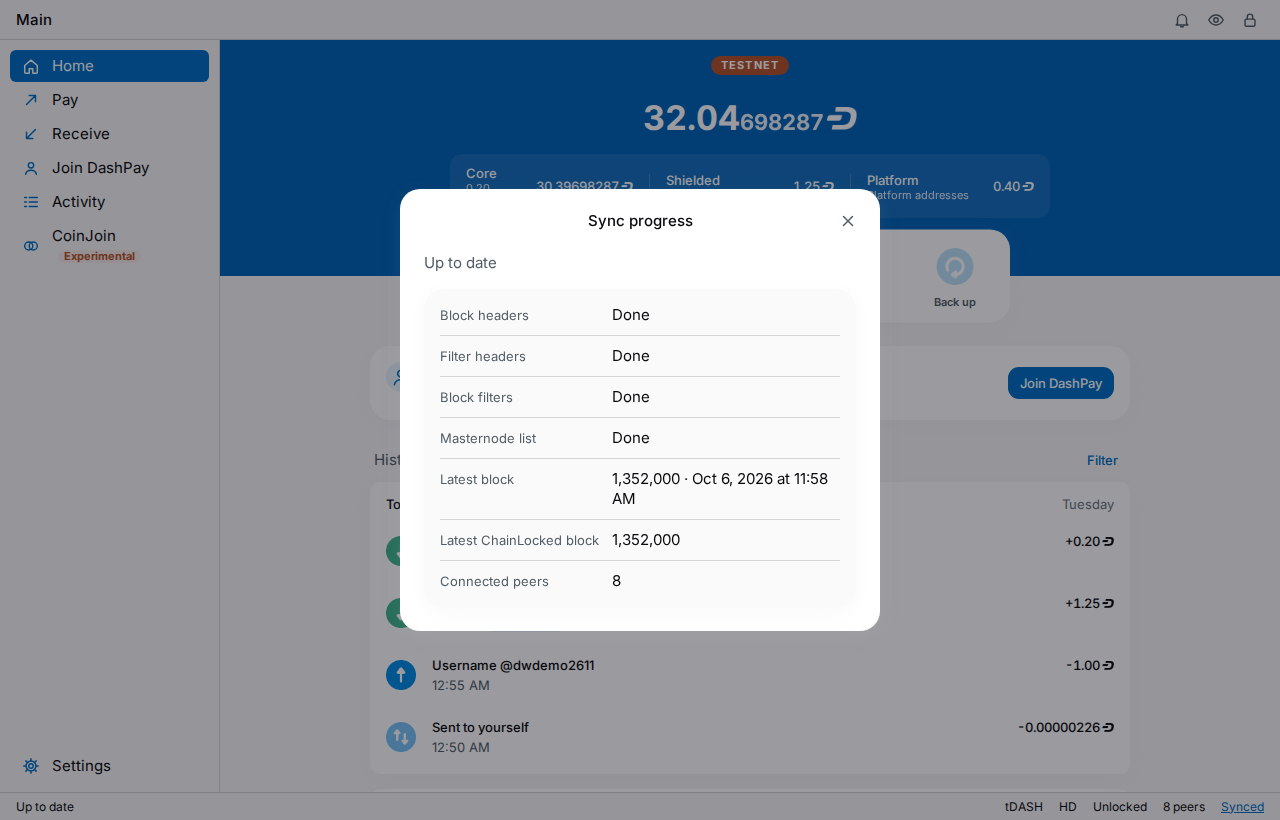 Main
Home
Pay
Receive
Join DashPay
Activity
CoinJoin
Experimental
Settings
TESTNET
32.04698287
Core
0.20
30.39698287
Shielded
1.25
Platform
Platform addresses
0.40
Back up
Join DashPay
Filter
Tuesday
+0.20
+1.25
Username @dwdemo2611
12:55 AM
-1.00
Sent to yourself
12:50 AM
-0.00000226
Sync progress
Up to date
Block headers Done
Filter headers Done
Block filters Done
Masternode list Done
Latest block 1,352,000 · Oct 6, 2026 at 11:58
AM
Latest ChainLocked block 1,352,000
Connected peers 8
Up to date
tDASH HD Unlocked 8 peers Synced